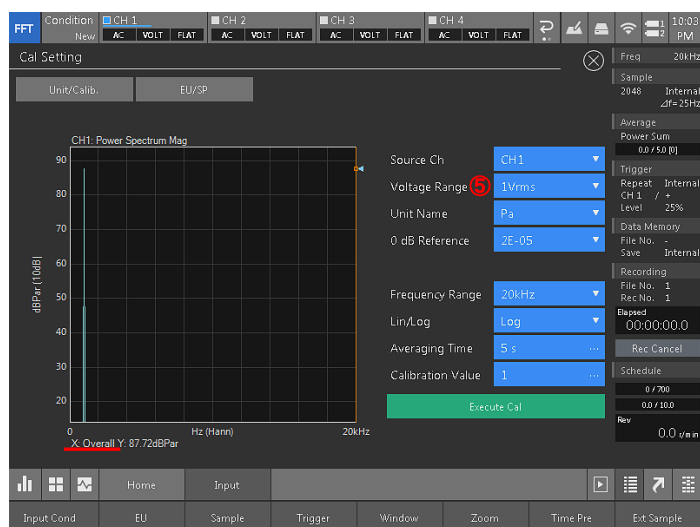 FFT
Condition
New
CH 1
AC VOLT FLAT
CH 2
AC VOLT FLAT
CH 3
AC VOLT FLAT
CH 4
AC VOLT FLAT
1
2
10:03
PM
Cal Setting
Unit/Calib.
EU/SP
CH1: Power Spectrum Mag
dBPar (10dB)
90
80
70
60
50
40
30
20
0
Hz (Hann)
20kHz
X: Overall Y: 87.72dBPar
Source Ch CH1
Voltage Range ⑤ 1Vrms
Unit Name Pa
0 dB Reference 2E-05
Frequency Range 20kHz
Lin/Log Log
Averaging Time 5 s ...
Calibration Value 1 ...
Execute Cal
Freq 20kHz
Sample
2048 Internal
⊿f= 25Hz
Average
Power Sum
0.0 / 5.0 [0]
Trigger
Repeat Internal
CH 1 / +
Level 25%
Data Memory
File No. -
Save Internal
Recording
File No. 1
Rec No. 1
Elapsed
00:00:00.0
Rec Cancel
Schedule
0 / 700
0.0 / 10.0
Rev
0.0 r/min
Home
Input
Input Cond
EU
Sample
Trigger
Window
Zoom
Time Pre
Ext Sample